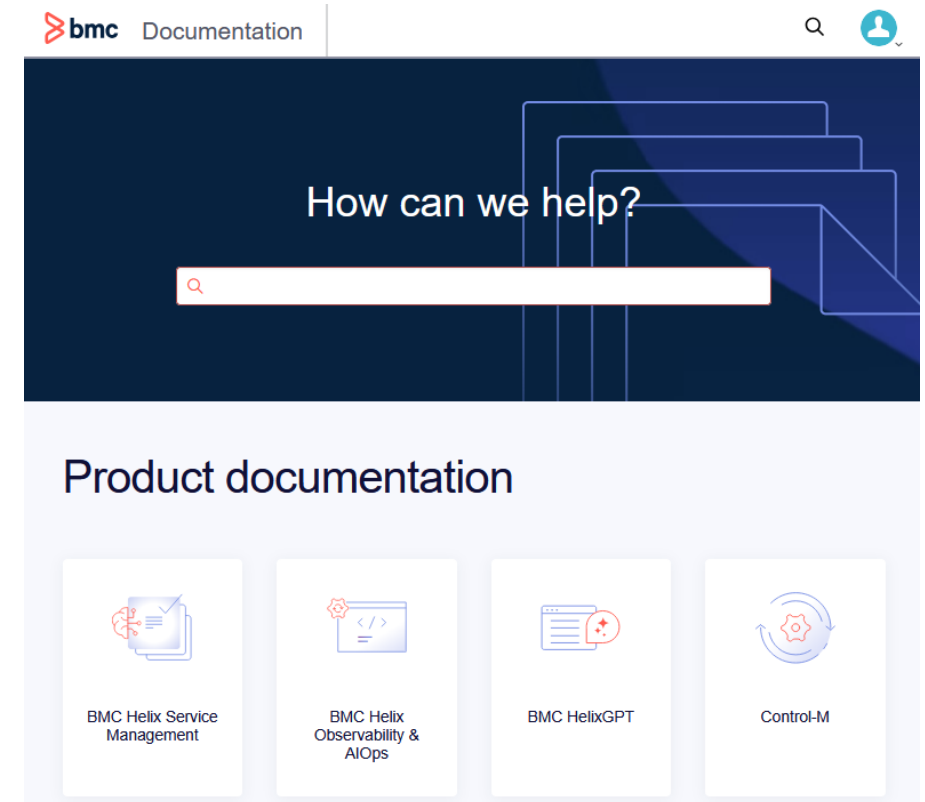 bmc Documentation
How can we help?
Product documentation
BMC Helix Service
Management
BMC Helix
Observability &
AIOps
BMC HelixGPT
Control-M